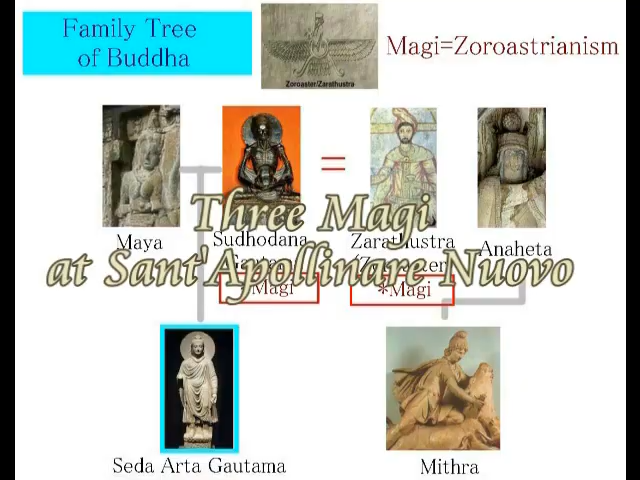 Family Tree
of Buddha
Zoroaster/Zarathustra
Magi=Zoroastrianism
=
Three Magi
at Sant'Apollinare Nuovo
Maya
Sudhodana
Zarathustra
Anaheta
Magi
*Magi
Seda Arta Gautama
Mithra